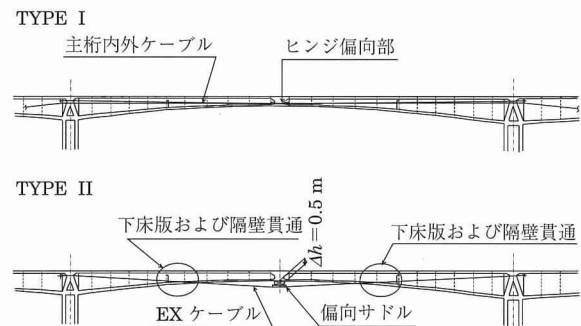 TYPE I
主桁内外ケーブル
ヒンジ偏向部
TYPE II
下床版および隔壁貫通
Δh=0.5 m
下床版および隔壁貫通
EX ケーブル
偏向サドル